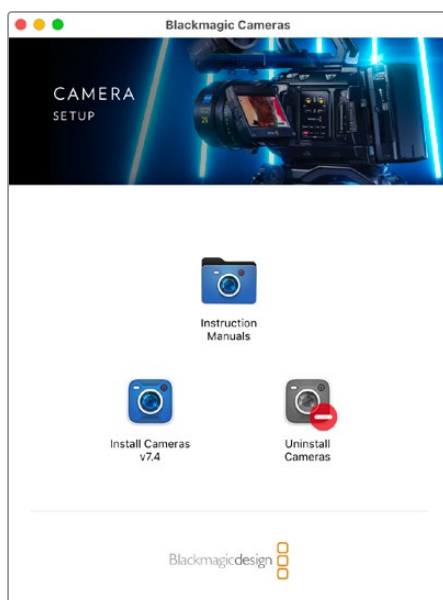 Blackmagic Cameras
CAMERA
SETUP
Instruction
Manuals
Install Cameras
v7.4
Uninstall
Cameras
Blackmagicdesign